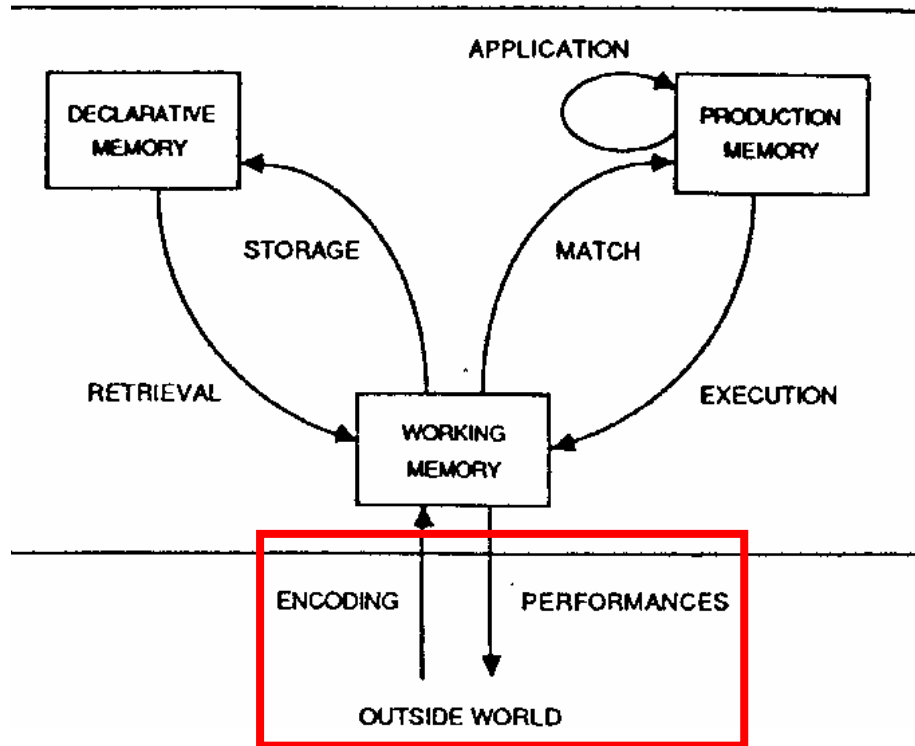 APPLICATION
DECLARATIVE
MEMORY
PRODUCTION
MEMORY
STORAGE
MATCH
RETRIEVAL
EXECUTION
WORKING
MEMORY
ENCODING
PERFORMANCES
OUTSIDE WORLD